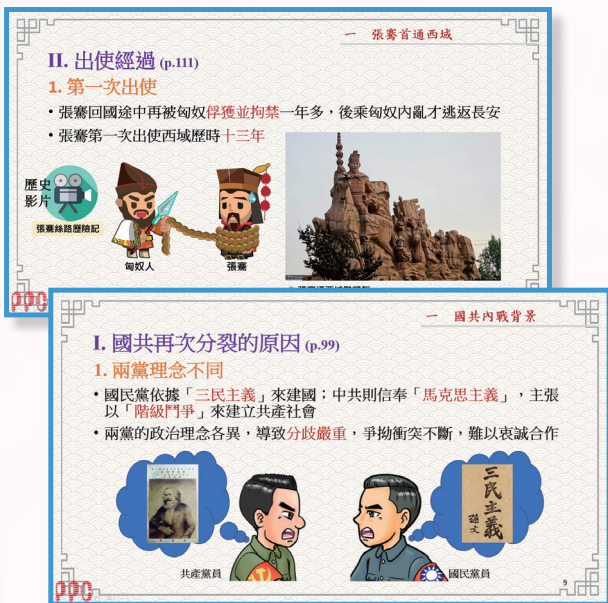 一 張騫首通西域
II. 出使經過 (p.111)
1. 第一次出使
• 張騫回國途中再被匈奴俘獲並拘禁一年多，後乘匈奴內亂才逃返長安
• 張騫第一次出使西域歷時十三年
歷史
影片
張騫絲路歷險記
匈奴人
張騫
PPC
一 國共內戰背景
I. 國共再次分裂的原因 (p.99)
1. 兩黨理念不同
• 國民黨依據「三民主義」來建國；中共則信奉「馬克思主義」，主張
以「階級鬥爭」來建立共產社會
• 兩黨的政治理念各異，導致分歧嚴重，爭拗衝突不斷，難以衷誠合作
三民主義
孫文
共產黨員
國民黨員
9
PPC